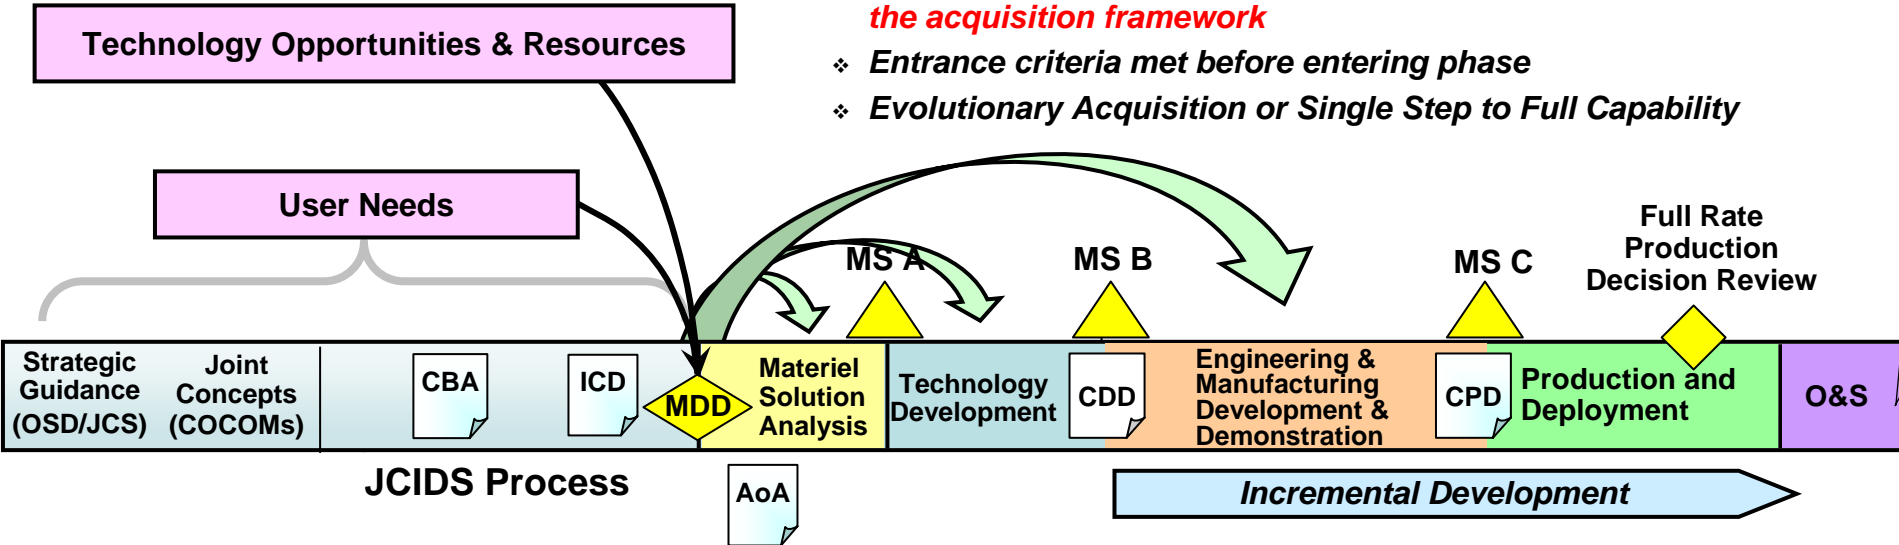 the acquisition framework
❖ Entrance criteria met before entering phase
❖ Evolutionary Acquisition or Single Step to Full Capability
Technology Opportunities & Resources
User Needs
MS A
MS B
MS C
Full Rate
Production
Decision Review
Strategic
Guidance
(OSD/JCS)
Joint
Concepts
(COCOMs)
CBA
ICD
MDD
Materiel
Solution
Analysis
Technology
Development
CDD
Engineering &
Manufacturing
Development &
Demonstration
CPD
Production and
Deployment
O&S
JCIDS Process
AoA
Incremental Development